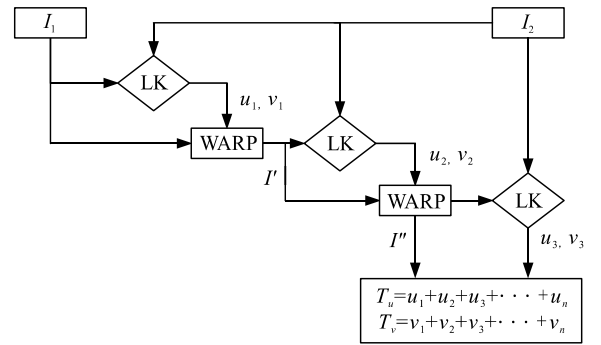 I₁
I₂
LK
u₁, v₁
WARP
LK
I′
u₂, v₂
WARP
LK
I″
u₃, v₃
Tᵤ=u₁+u₂+u₃+···+uₙ
Tᵥ=v₁+v₂+v₃+···+vₙ